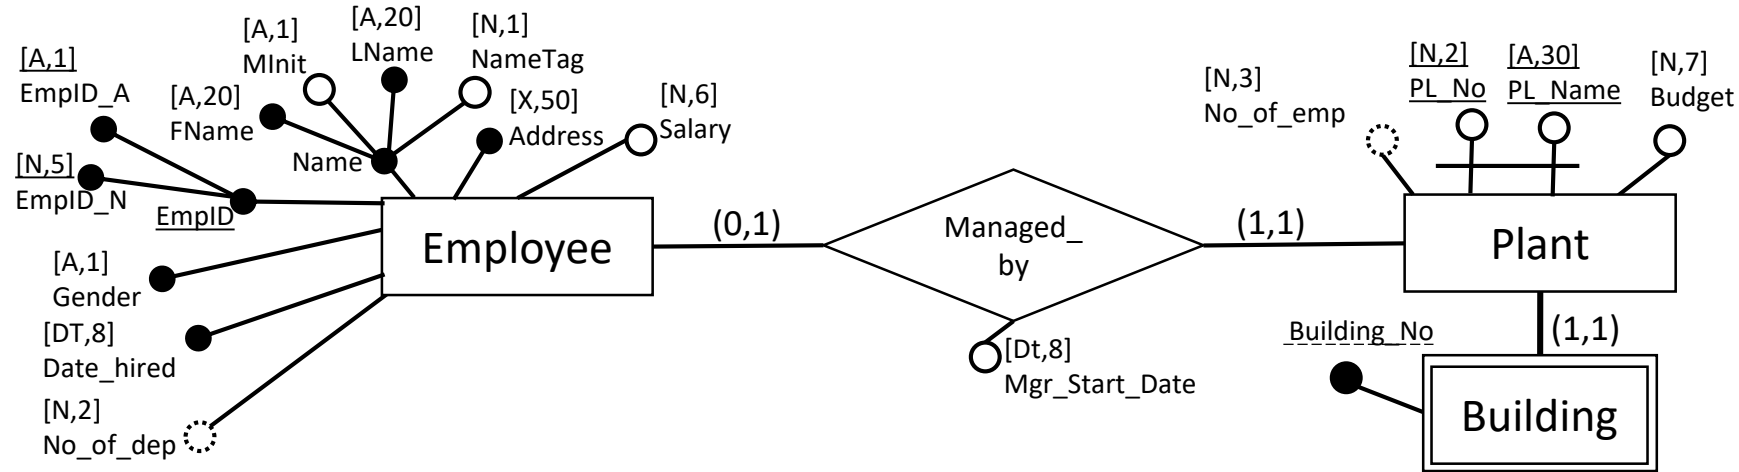 [A,1]
EmpID_A
[N,5]
EmpID_N
EmpID
[A,20]
FName
[A,1]
MInit
[A,20]
LName
[N,1]
NameTag
Name
[X,50]
Address
[N,6]
Salary
[A,1]
Gender
[DT,8]
Date_hired
[N,2]
No_of_dep
Employee
(0,1)
Managed_
by
(1,1)
[Dt,8]
Mgr_Start_Date
[N,3]
No_of_emp
[N,2]
PL_No
[A,30]
PL_Name
[N,7]
Budget
Plant
(1,1)
Building_No
Building